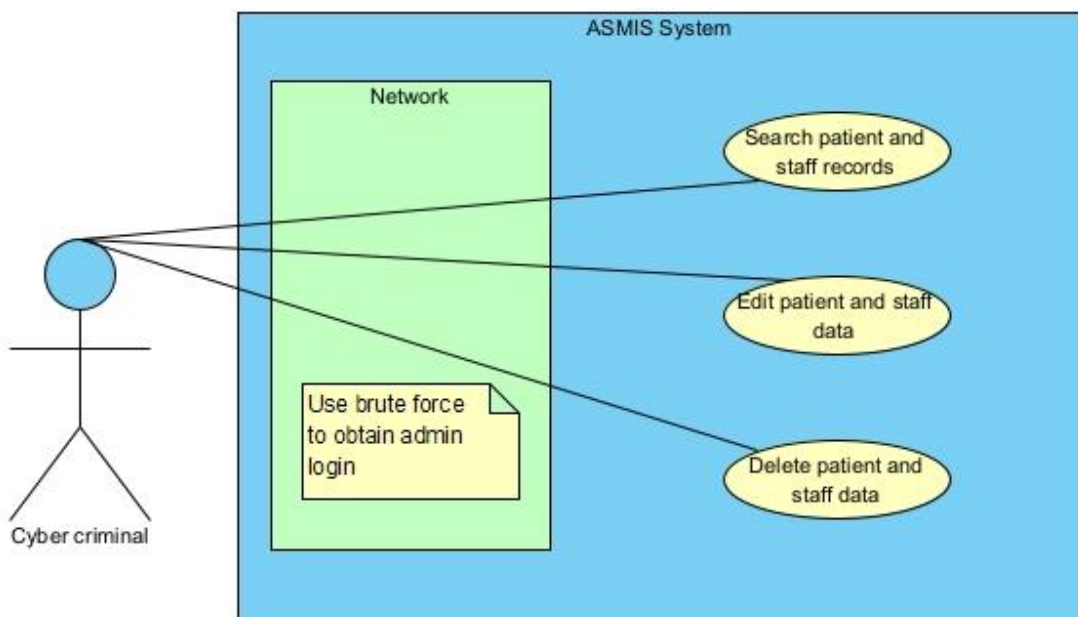 ASMIS System
Network
Search patient and
staff records
Edit patient and staff
data
Use brute force
to obtain admin
login
Delete patient and
staff data
Cyber criminal